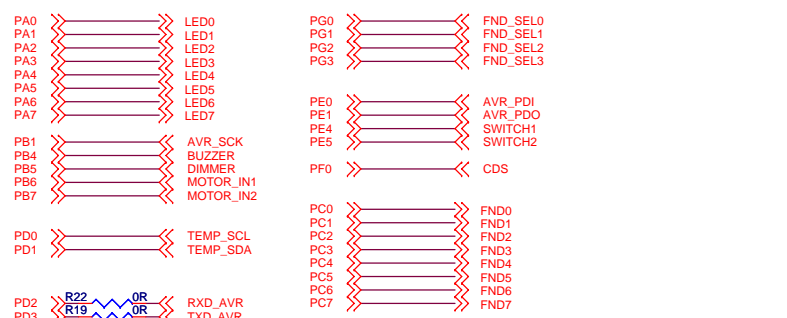 PA0 LED0
PA1 LED1
PA2 LED2
PA3 LED3
PA4 LED4
PA5 LED5
PA6 LED6
PA7 LED7
PB1 AVR_SCK
PB4 BUZZER
PB5 DIMMER
PB6 MOTOR_IN1
PB7 MOTOR_IN2
PD0 TEMP_SCL
PD1 TEMP_SDA
PD2 R22 0R RXD_AVR
PD3 R19 0R TXD_AVR
PG0 FND_SEL0
PG1 FND_SEL1
PG2 FND_SEL2
PG3 FND_SEL3
PE0 AVR_PDI
PE1 AVR_PDO
PE4 SWITCH1
PE5 SWITCH2
PF0 CDS
PC0 FND0
PC1 FND1
PC2 FND2
PC3 FND3
PC4 FND4
PC5 FND5
PC6 FND6
PC7 FND7